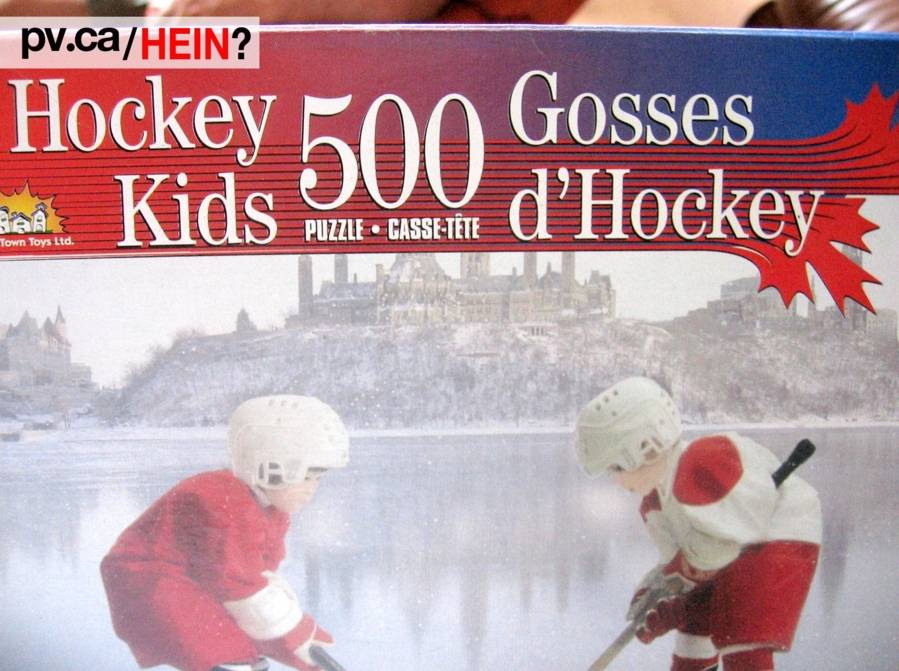 pv.ca/HEIN?
Hockey
Kids
500
PUZZLE • CASSE-TÊTE
Gosses
d'Hockey
Town Toys Ltd.